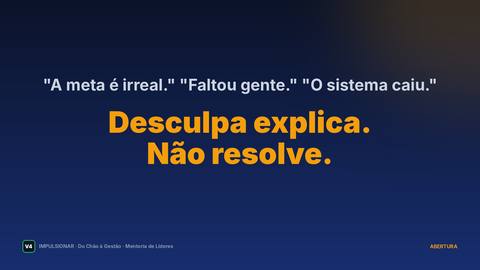 "A meta é irreal." "Faltou gente." "O sistema caiu."
Desculpa explica.
Não resolve.
V4 IMPULSIONAR · Do Chão à Gestão · Mentoria de Líderes
ABERTURA